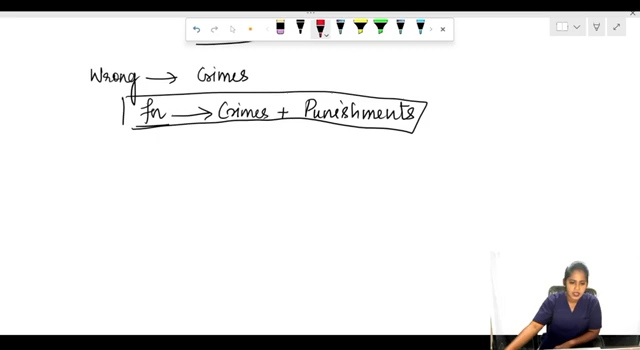 Wrong → Crimes
fn → Crimes + Punishments